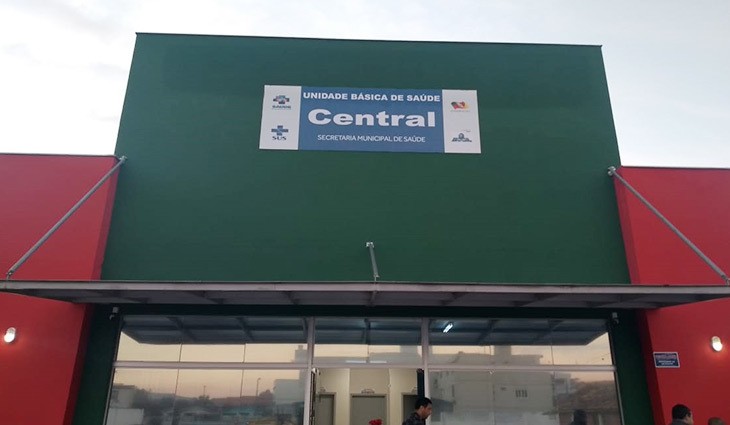 UNIDADE BÁSICA DE SAÚDE
Central
SECRETARIA MUNICIPAL DE SAÚDE
SUS